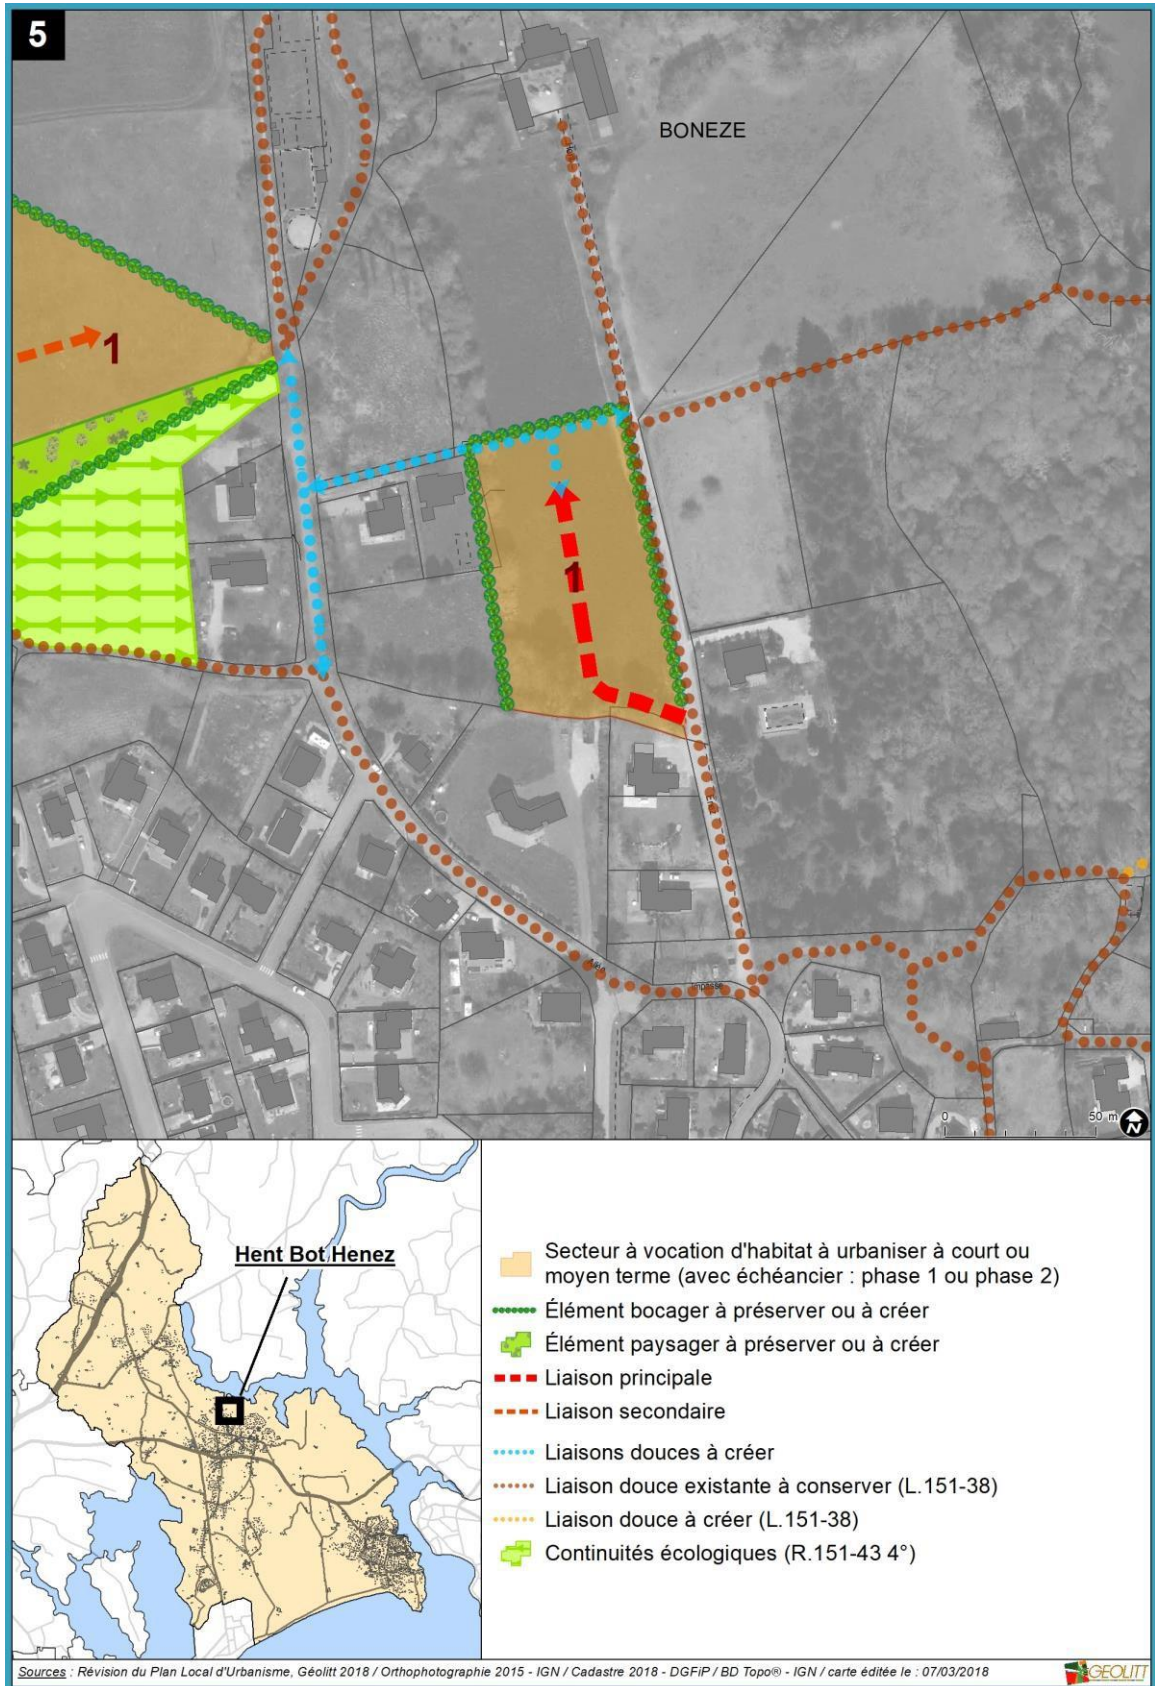 5
BONEZE
1
1
Impasse
0 50 m
N
Hent Bot Henez
Secteur à vocation d'habitat à urbaniser à court ou
moyen terme (avec échéancier : phase 1 ou phase 2)
Élément bocager à préserver ou à créer
Élément paysager à préserver ou à créer
Liaison principale
Liaison secondaire
Liaisons douces à créer
Liaison douce existante à conserver (L.151-38)
Liaison douce à créer (L.151-38)
Continuités écologiques (R.151-43 4°)
Sources : Révision du Plan Local d'Urbanisme, Géolitt 2018 / Orthophotographie 2015 - IGN / Cadastre 2018 - DGFiP / BD Topo® - IGN / carte éditée le : 07/03/2018
GEOLITT